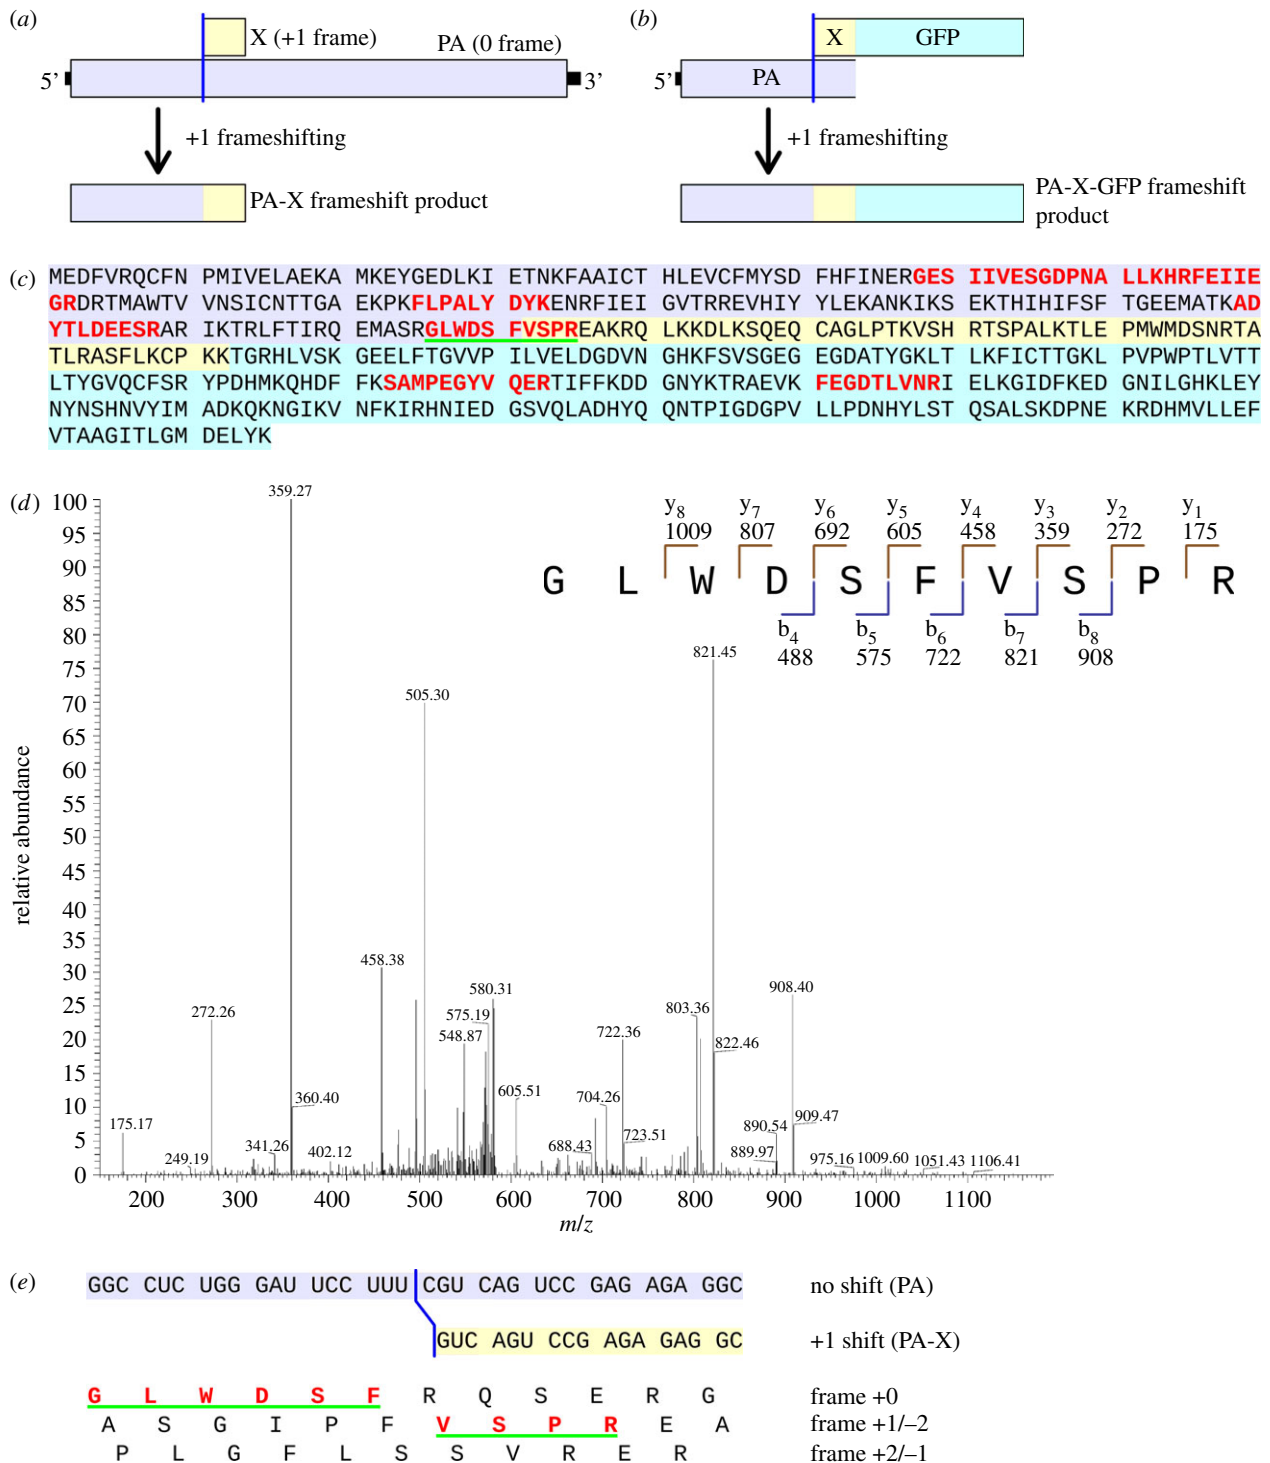 (a)
X (+1 frame)
PA (0 frame)
5′
3′
+1 frameshifting
PA-X frameshift product
(b)
X GFP
5′
PA
+1 frameshifting
PA-X-GFP frameshift
product
(c)
MEDFVRQCFN PMIVELAEKA MKEYGEDLKI ETNKFAAICT HLEVCFMYSD FHFINERGES IIVESGDPNA LLKHRFEIIE
GRDRTMAWTV VNSICNTTGA EKPKFLPALY DYKENRFIEI GVTRREVHIY YLEKANKIKS EKTHIHIFSF TGEEMATKAD
YTLDEESRAR IKTRLFTIRQ EMASRGLWDS FVSPREAKRQ LKKDLKSQEQ CAGLPTKVSH RTSPALKTLE PMWMDSNRTA
TLRASFLKCP KKTGRHLVSK GEELFTGVVP ILVELDGDVN GHKFSVSGEG EGDATYGKLT LKFICTTGKL PVPWPTLVTT
LTYGVQCFSR YPDHMKQHDF FKSAMPEGYV QERTIFFKDD GNYKTRAEVK FEGDTLVNRI ELKGIDFKED GNILGHKLEY
NYNSHNVYIM ADKQKNGIKV NFKIRHNIED GSVQLADHYQ QNTPIGDGPV LLPDNHYLST QSALSKDPNE KRDHMVLLEF
VTAAGITLGM DELYK
(d)
relative abundance
100
95
90
85
80
75
70
65
60
55
50
45
40
35
30
25
20
15
10
5
0
359.27
821.45
505.30
458.38
580.31
908.40
272.26
575.19
803.36
548.87
722.36
822.46
605.51
360.40
704.26
175.17
909.47
890.54
723.51
341.26
688.43
889.97
249.19
402.12
975.16
1009.60
1051.43
1106.41
200 300 400 500 600 700 800 900 1000 1100
m/z
y8 y7 y6 y5 y4 y3 y2 y1
1009 807 692 605 458 359 272 175
G L W D S F V S P R
b4 b5 b6 b7 b8
488 575 722 821 908
(e)
GGC CUC UGG GAU UCC UUU CGU CAG UCC GAG AGA GGC no shift (PA)
GUC AGU CCG AGA GAG GC +1 shift (PA-X)
G L W D S F R Q S E R G frame +0
A S G I P F V S P R E A frame +1/–2
P L G F L S S V R E R frame +2/–1